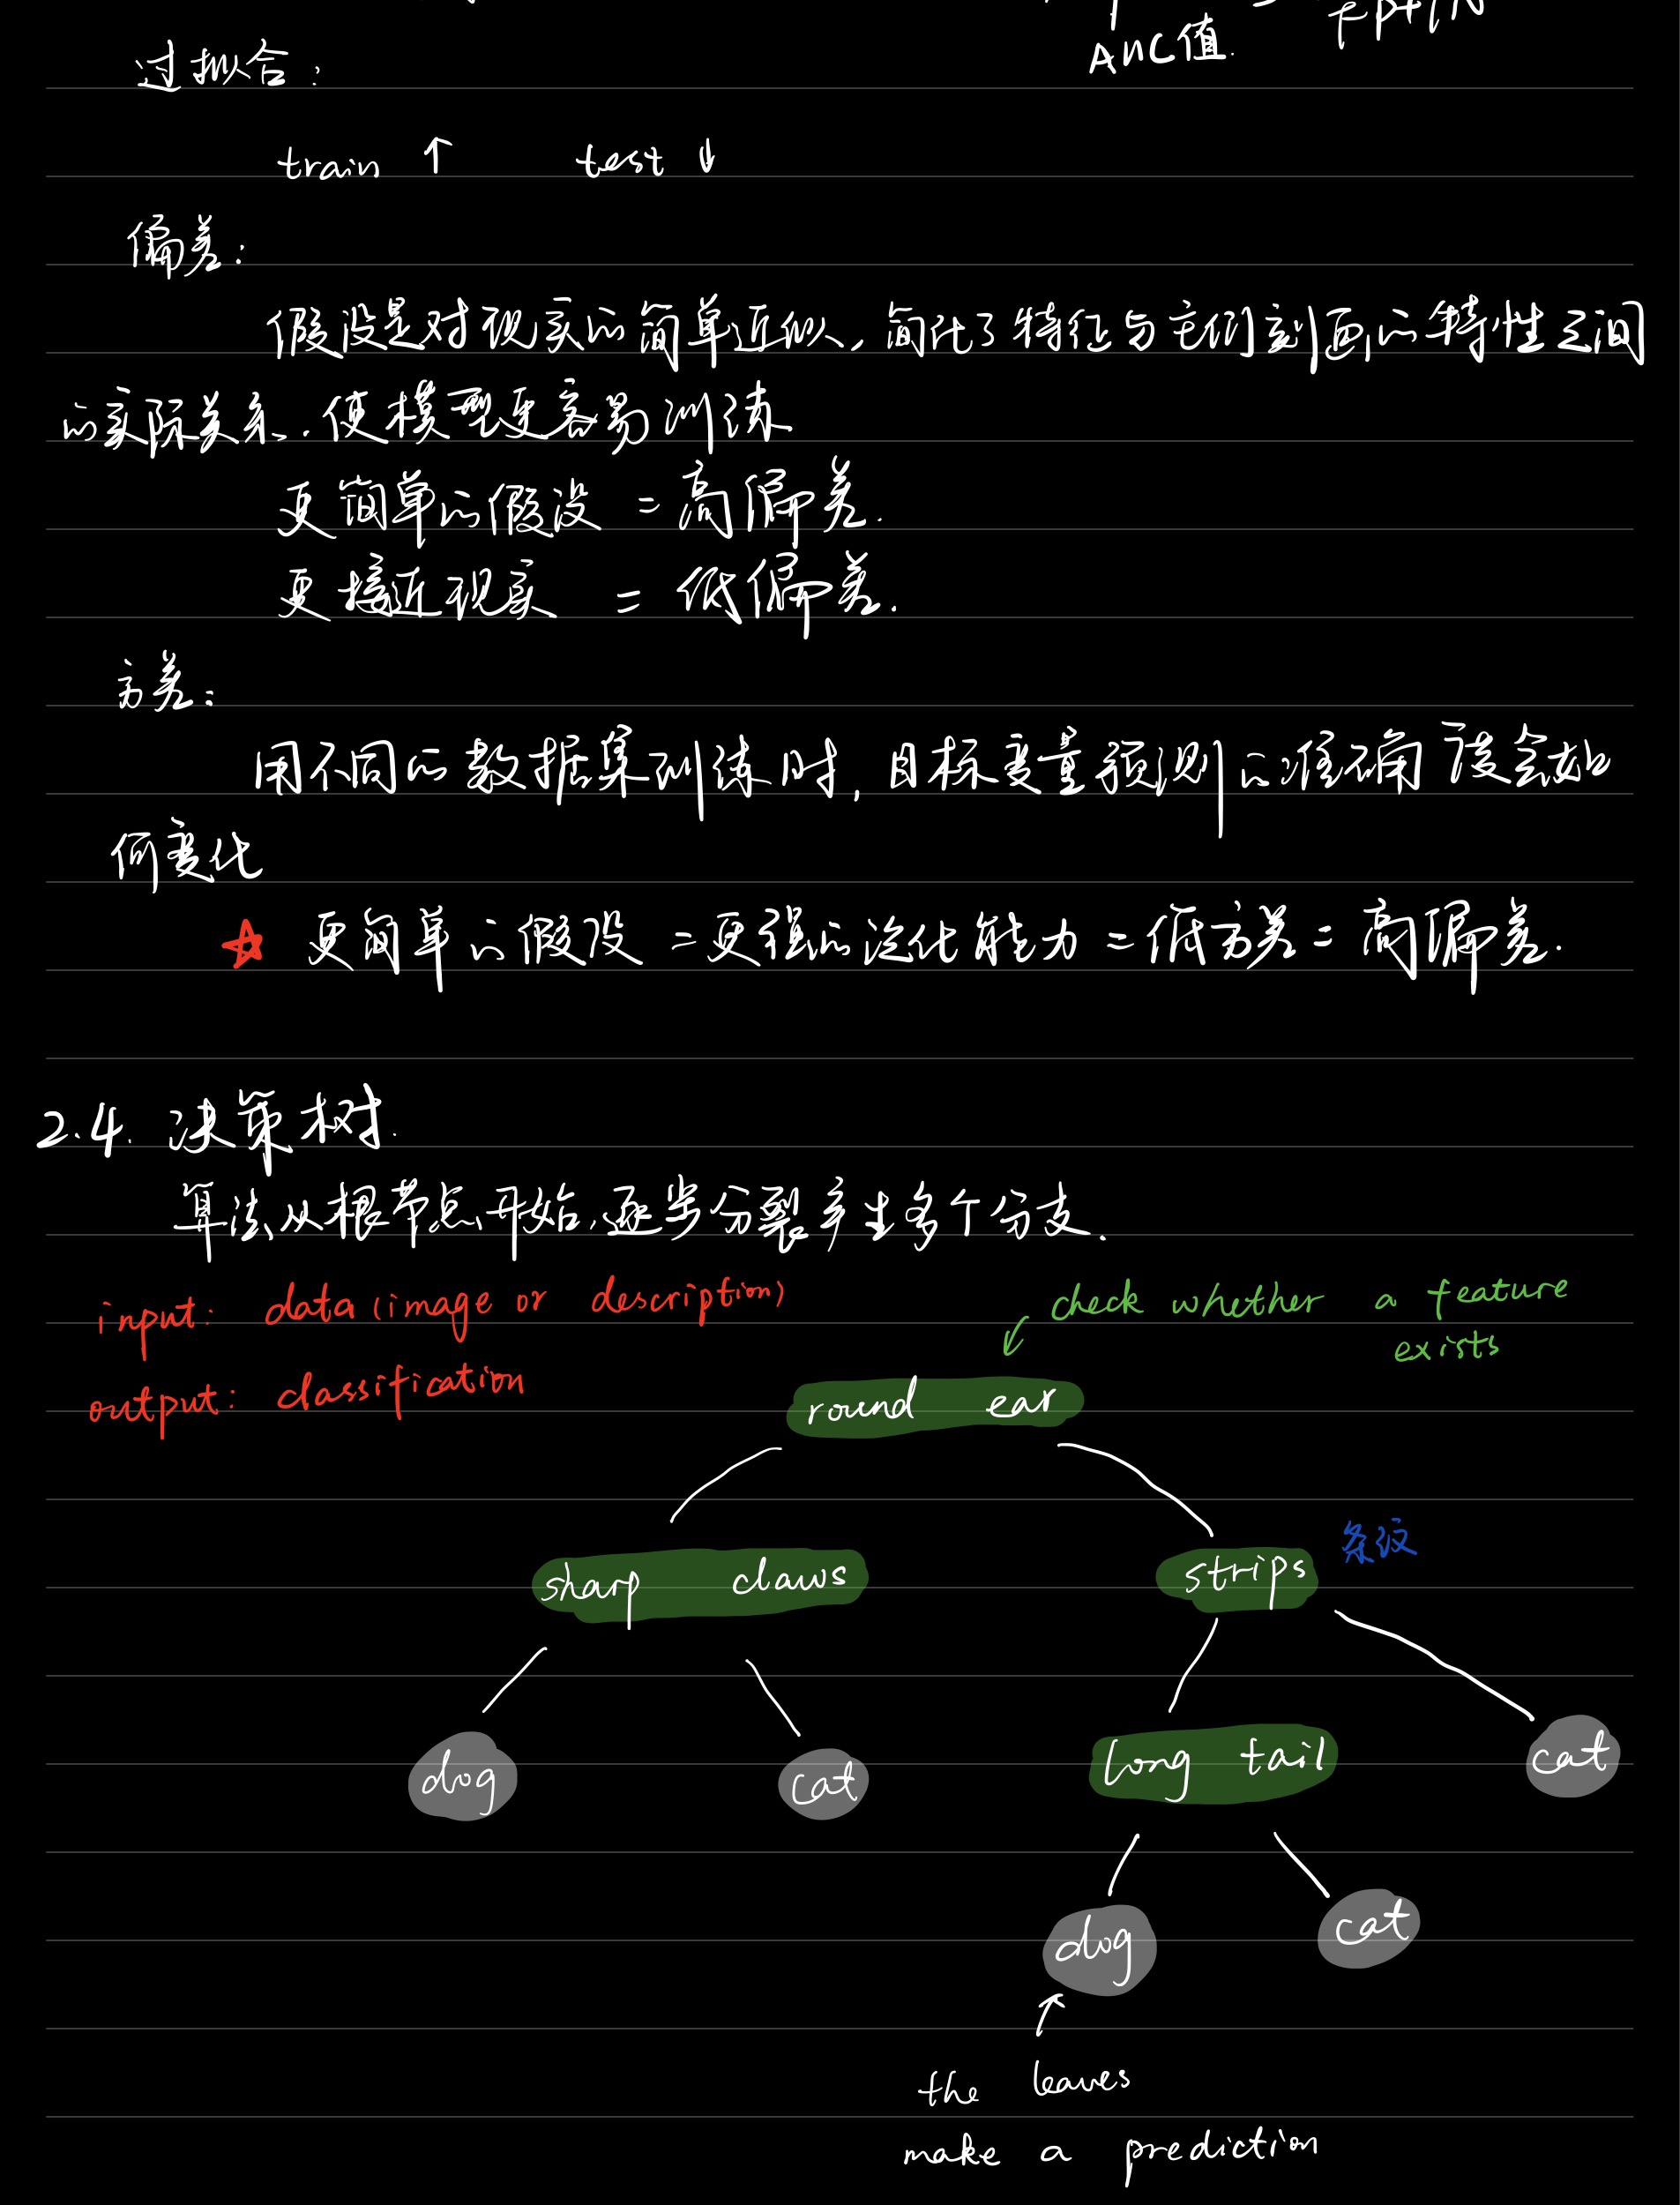 AUC值.
过拟合:
train ↑ test ↓
偏差:
假设是对现实的简单近似,简化了特征与它们刻画的特性之间
的实际关系.使模型更容易训练
更简单的假设 = 高偏差.
更接近现实 = 低偏差.
方差:
用不同的数据集训练时,目标变量预测的准确度会如
何变化
☆ 更简单的假设 = 更强的泛化能力 = 低方差 = 高偏差.
2.4. 决策树.
算法从根节点开始,逐步分裂产生多个分支.
input: data (image or description)
check whether a feature
exists
output: classification
round ear
sharp claws strips 条纹
dog cat long tail cat
dog cat
the leaves
make a prediction